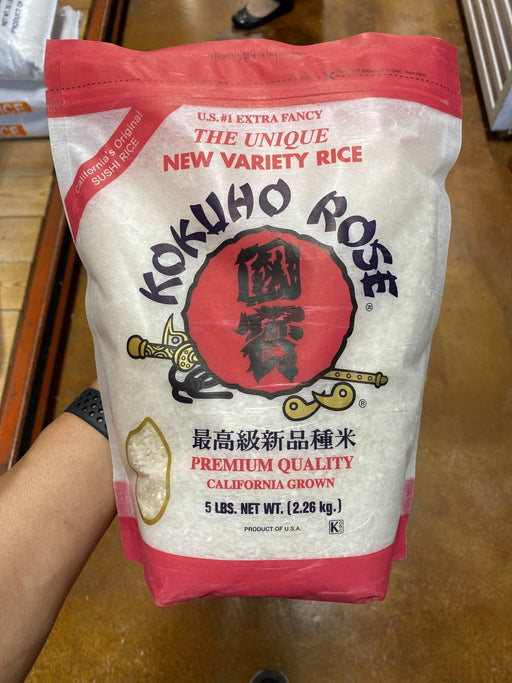 California's Original
SUSHI RICE
U.S. #1 EXTRA FANCY
THE UNIQUE
NEW VARIETY RICE
KOKUHO ROSE
®
國寳
®
最高級新品種米
PREMIUM QUALITY
CALIFORNIA GROWN
5 LBS. NET WT. (2.26 kg.)
PRODUCT OF U.S.A.
K